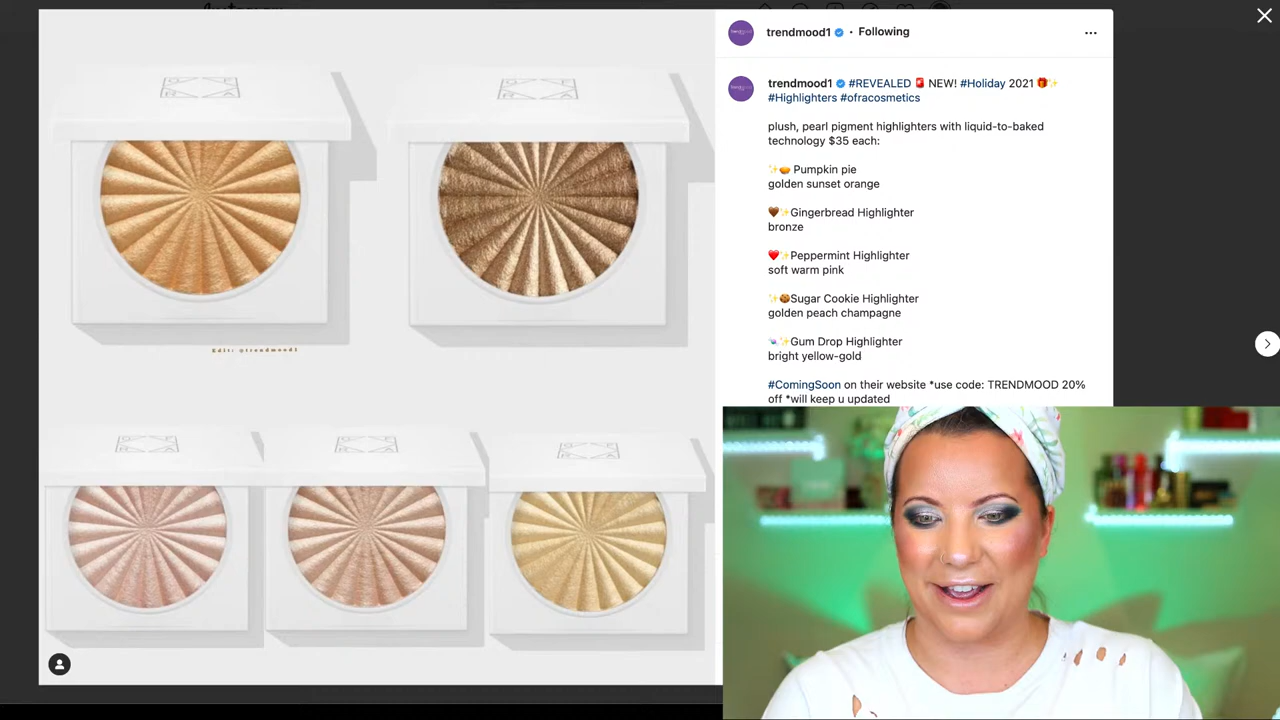 trendmood1 • Following
trendmood1 #REVEALED 🚨 NEW! #Holiday 2021 🎁✨
#Highlighters #ofracosmetics
plush, pearl pigment highlighters with liquid-to-baked
technology $35 each:
✨🥧 Pumpkin pie
golden sunset orange
🤎✨Gingerbread Highlighter
bronze
❤️✨Peppermint Highlighter
soft warm pink
✨🍪Sugar Cookie Highlighter
golden peach champagne
🍬✨Gum Drop Highlighter
bright yellow-gold
#ComingSoon on their website *use code: TRENDMOOD 20%
off *will keep u updated
Edit: @trendmood1